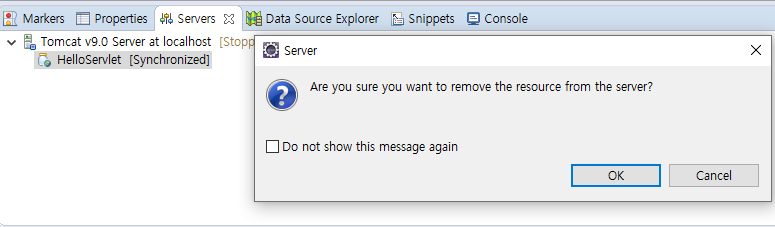 Markers Properties Servers Data Source Explorer Snippets Console
Tomcat v9.0 Server at localhost [Stopp
HelloServlet [Synchronized]
Server
Are you sure you want to remove the resource from the server?
Do not show this message again
OK Cancel